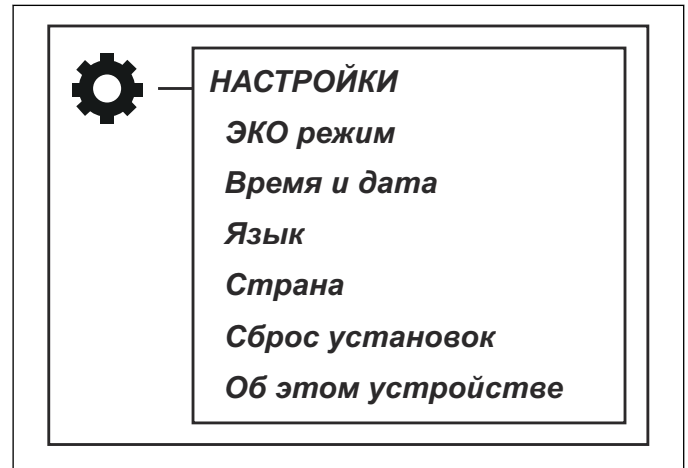 НАСТРОЙКИ
ЭКО режим
Время и дата
Язык
Страна
Сброс установок
Об этом устройстве